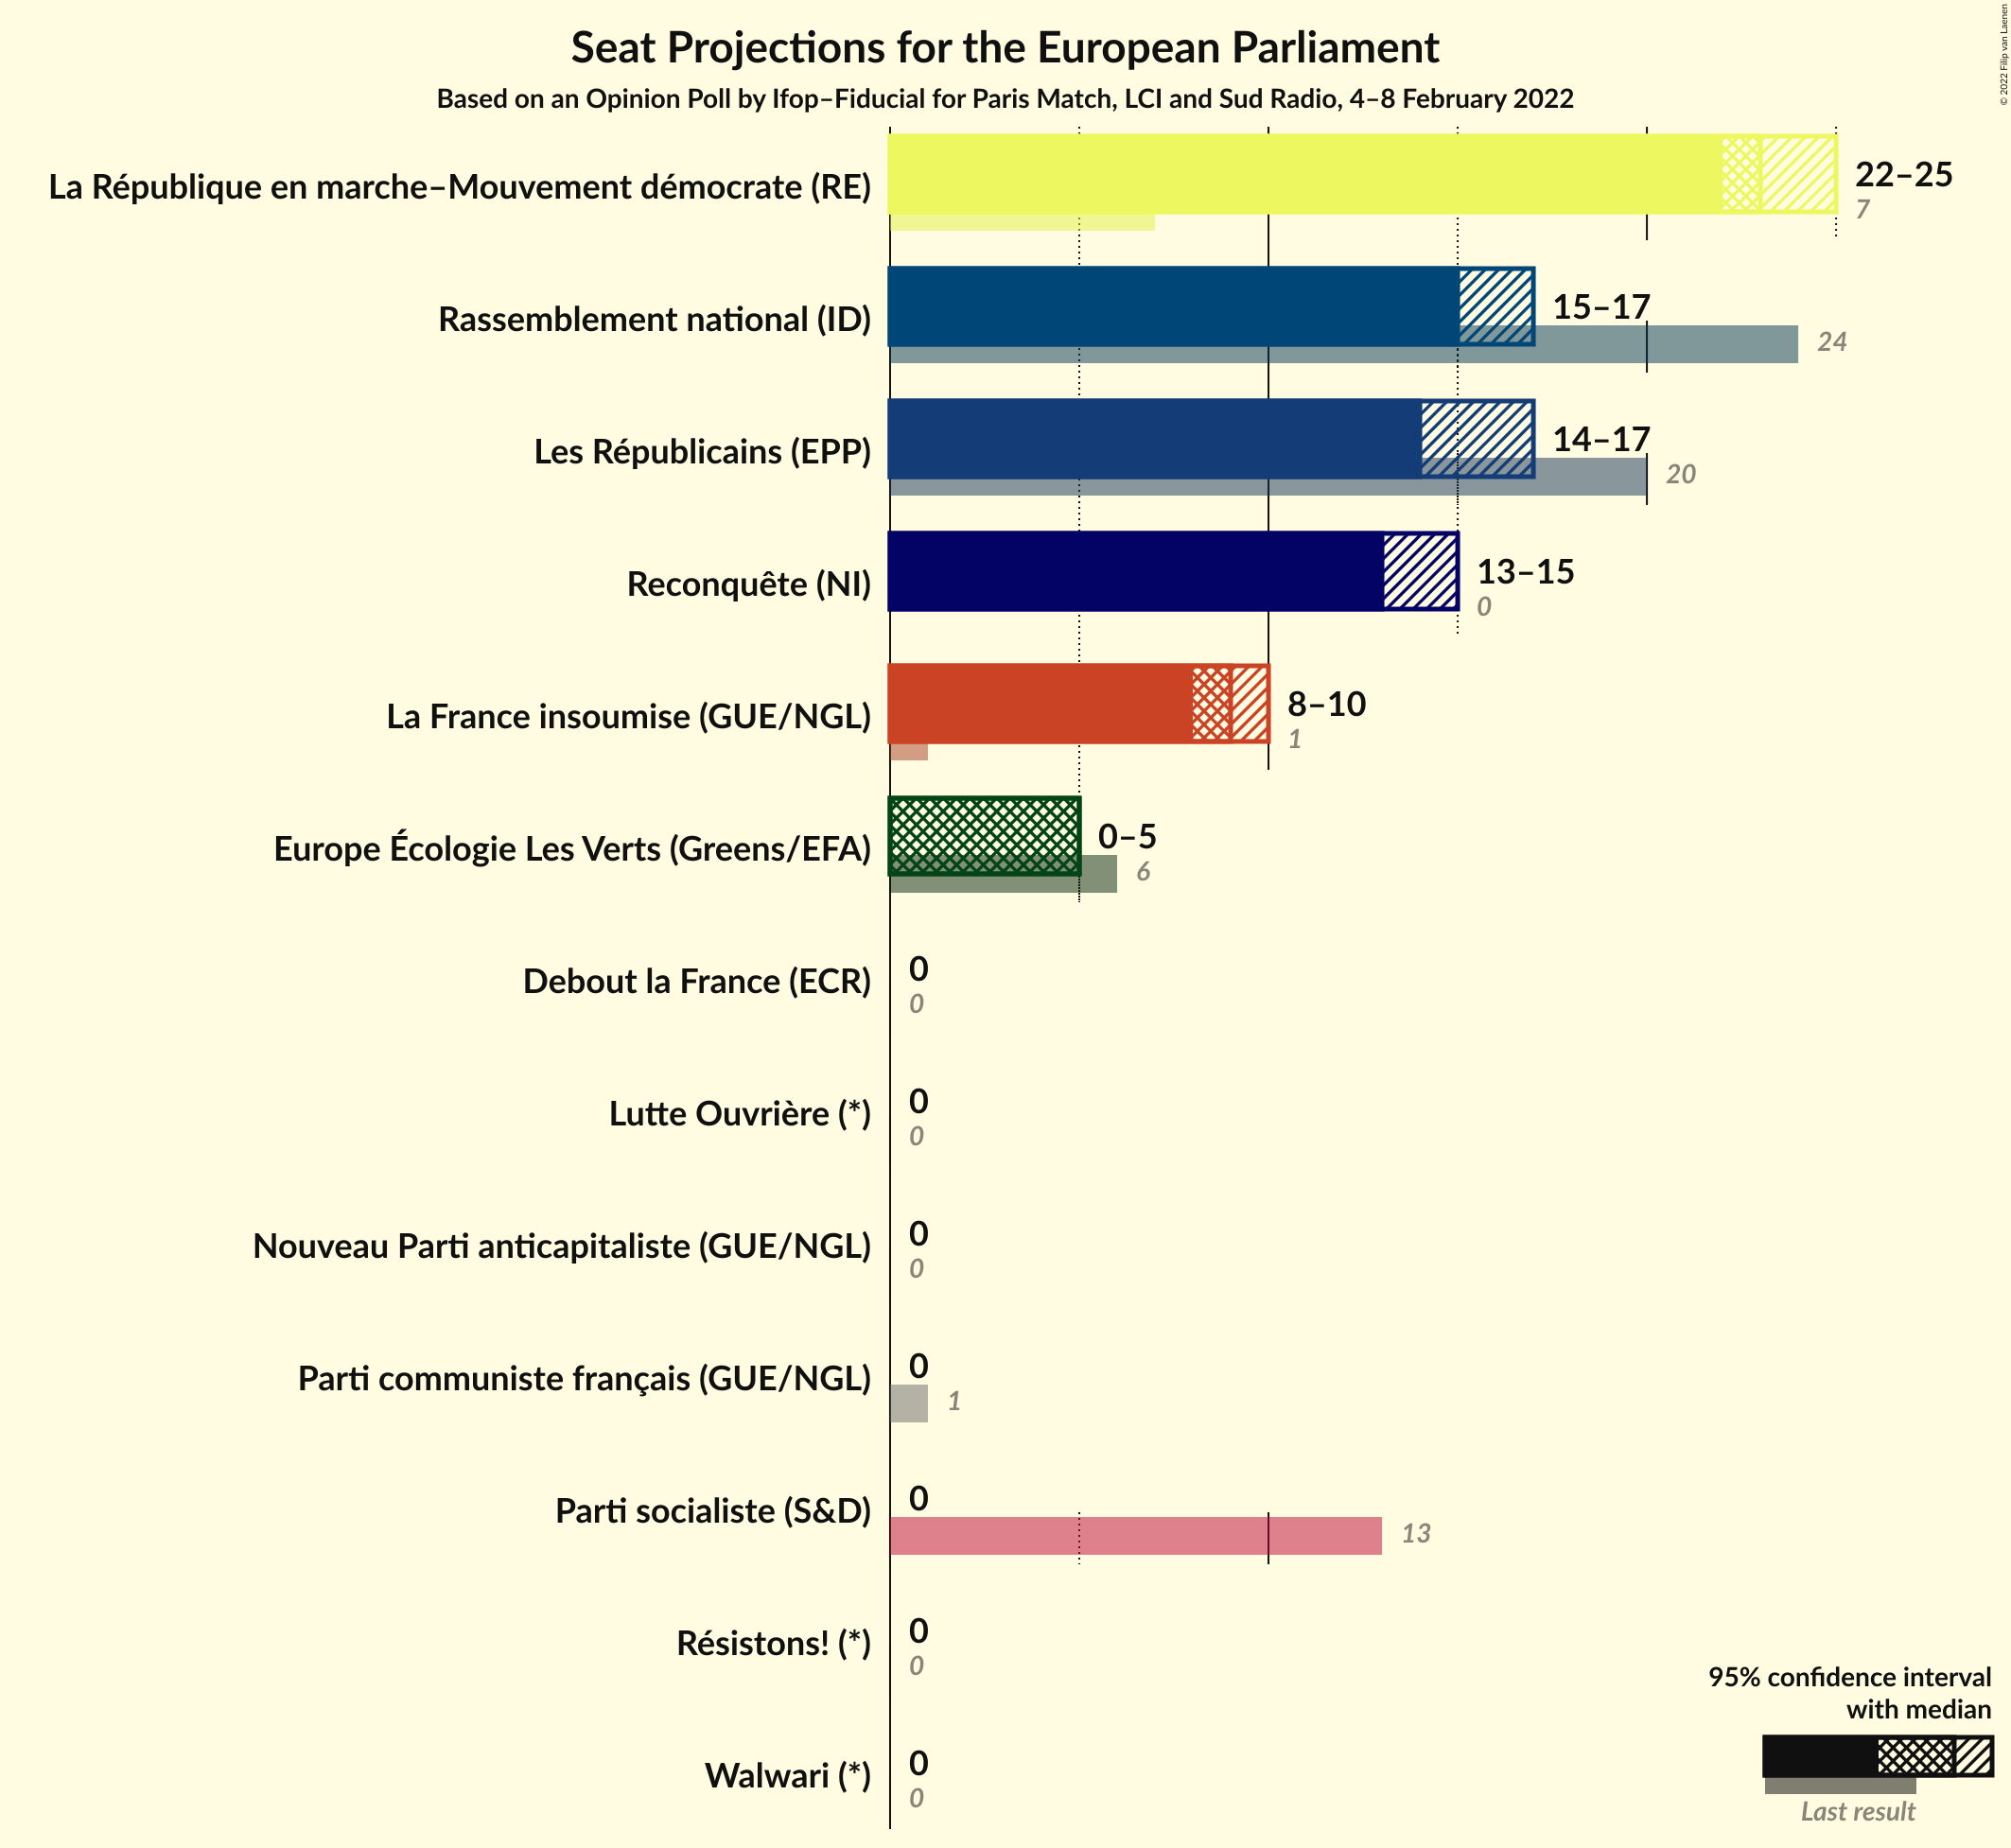 Seat Projections for the European Parliament
Based on an Opinion Poll by Ifop–Fiducial for Paris Match, LCI and Sud Radio, 4–8 February 2022
© 2022 Filip van Laenen
La République en marche–Mouvement démocrate (RE)
22–25
7
Rassemblement national (ID)
15–17
24
Les Républicains (EPP)
14–17
20
Reconquête (NI)
13–15
0
La France insoumise (GUE/NGL)
8–10
1
Europe Écologie Les Verts (Greens/EFA)
0–5
6
Debout la France (ECR)
0
0
Lutte Ouvrière (*)
0
0
Nouveau Parti anticapitaliste (GUE/NGL)
0
0
Parti communiste français (GUE/NGL)
0
1
Parti socialiste (S&D)
0
13
Résistons! (*)
0
0
Walwari (*)
0
0
95% confidence interval
with median
Last result